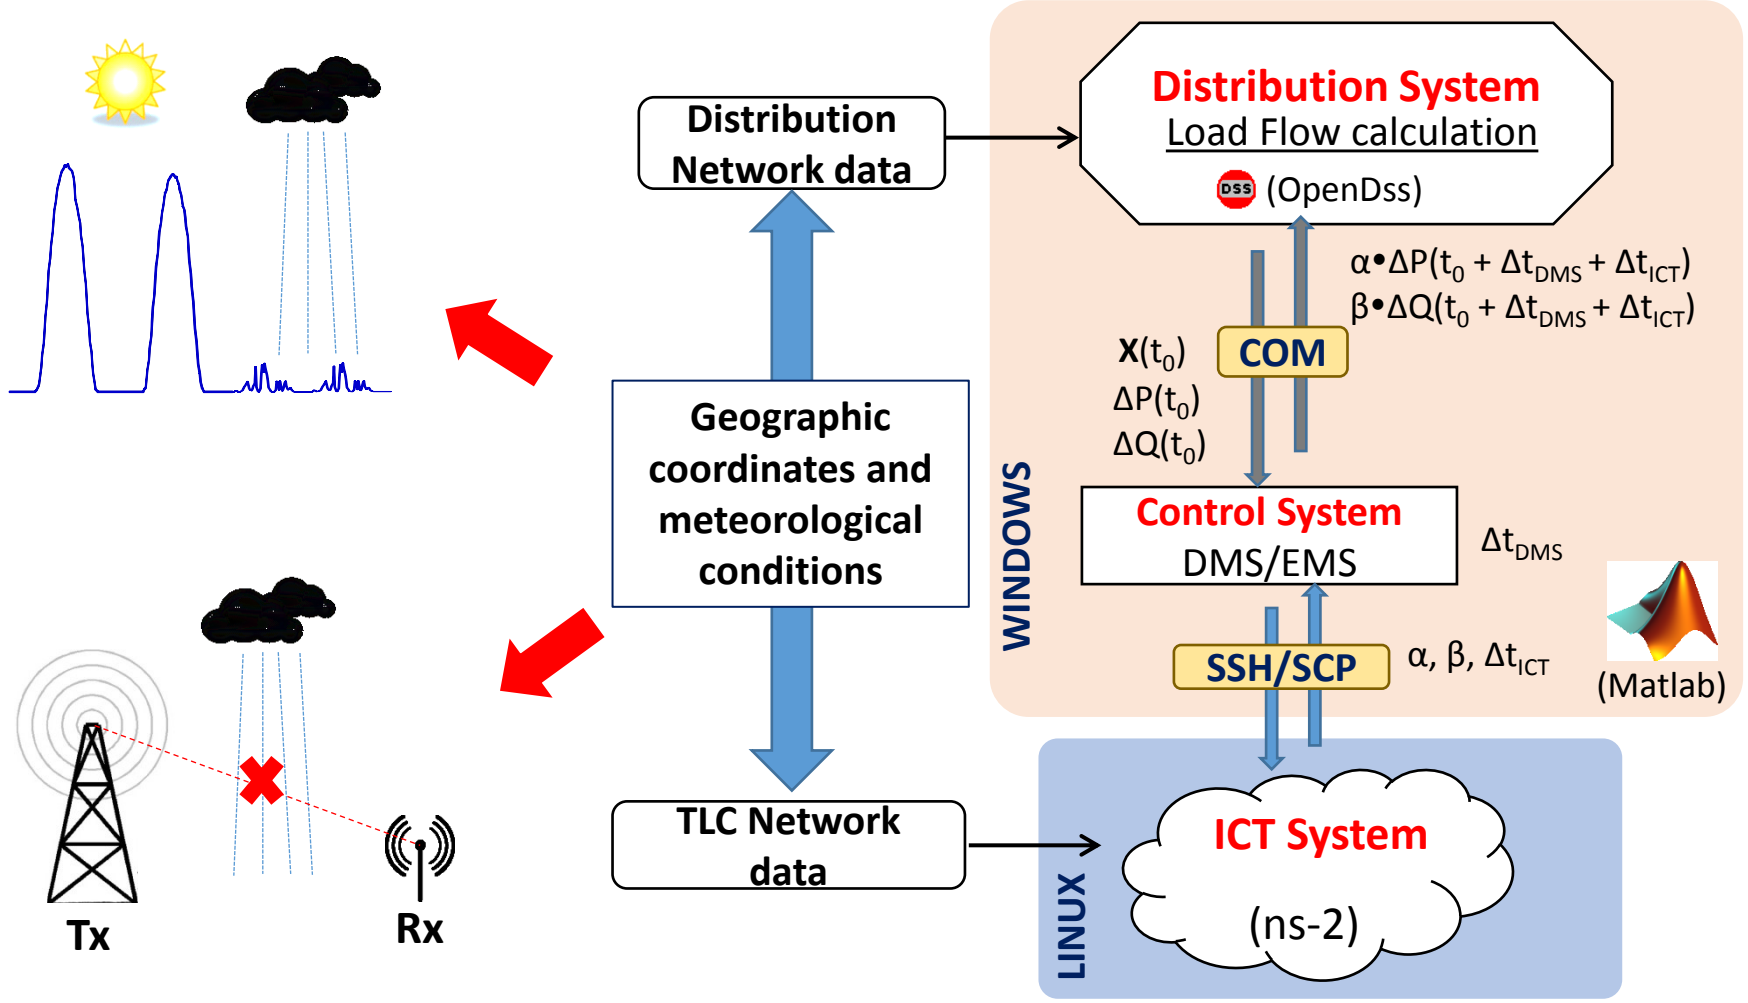 Distribution
Network data
Distribution System
Load Flow calculation
DSS (OpenDss)
α•ΔP(t0 + ΔtDMS + ΔtICT)
β•ΔQ(t0 + ΔtDMS + ΔtICT)
COM
X(t0)
ΔP(t0)
ΔQ(t0)
Geographic
coordinates and
meteorological
conditions
WINDOWS
Control System
DMS/EMS
ΔtDMS
SSH/SCP
α, β, ΔtICT
(Matlab)
TLC Network
data
LINUX
ICT System
(ns-2)
Tx
Rx